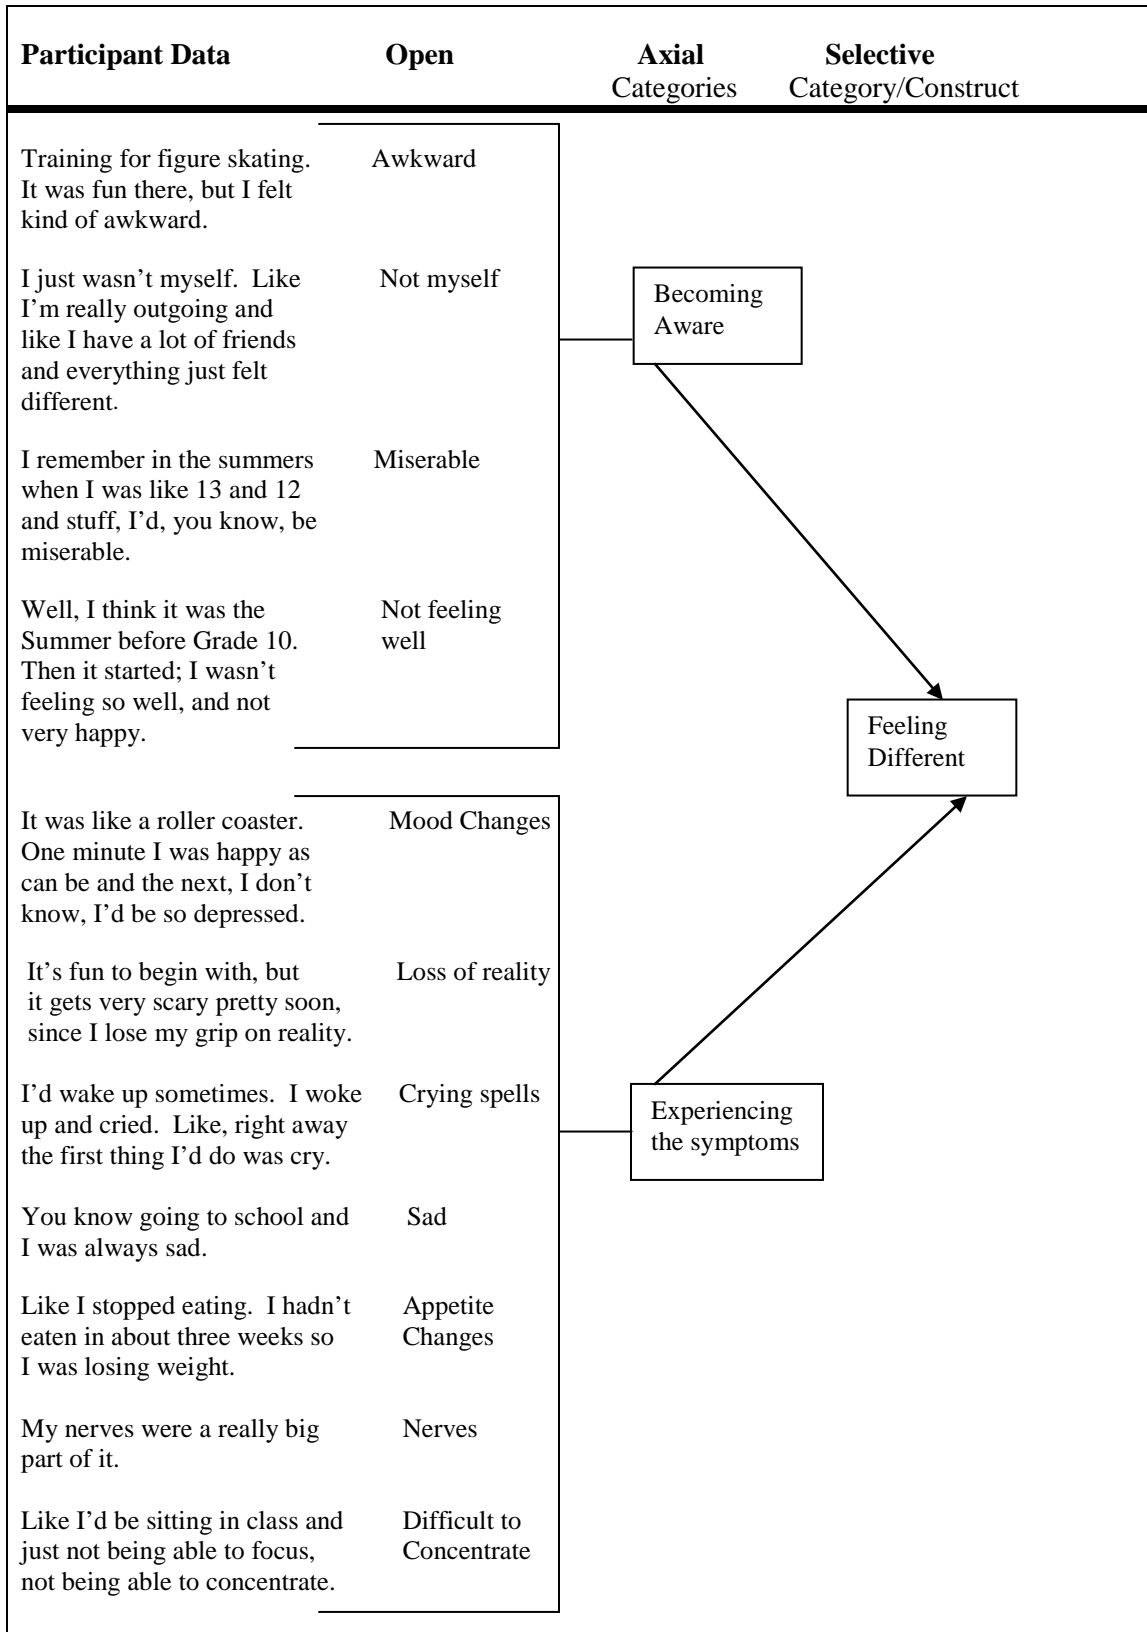 Participant Data Open Axial Selective
Categories Category/Construct
Training for figure skating. Awkward
It was fun there, but I felt
kind of awkward.
I just wasn’t myself. Like Not myself
I’m really outgoing and
like I have a lot of friends
and everything just felt
different.
Becoming
Aware
I remember in the summers Miserable
when I was like 13 and 12
and stuff, I’d, you know, be
miserable.
Well, I think it was the Not feeling
Summer before Grade 10. well
Then it started; I wasn’t
feeling so well, and not
very happy.
Feeling
Different
It was like a roller coaster. Mood Changes
One minute I was happy as
can be and the next, I don’t
know, I’d be so depressed.
It’s fun to begin with, but Loss of reality
it gets very scary pretty soon,
since I lose my grip on reality.
I’d wake up sometimes. I woke Crying spells
up and cried. Like, right away
the first thing I’d do was cry.
Experiencing
the symptoms
You know going to school and Sad
I was always sad.
Like I stopped eating. I hadn’t Appetite
eaten in about three weeks so Changes
I was losing weight.
My nerves were a really big Nerves
part of it.
Like I’d be sitting in class and Difficult to
just not being able to focus, Concentrate
not being able to concentrate.